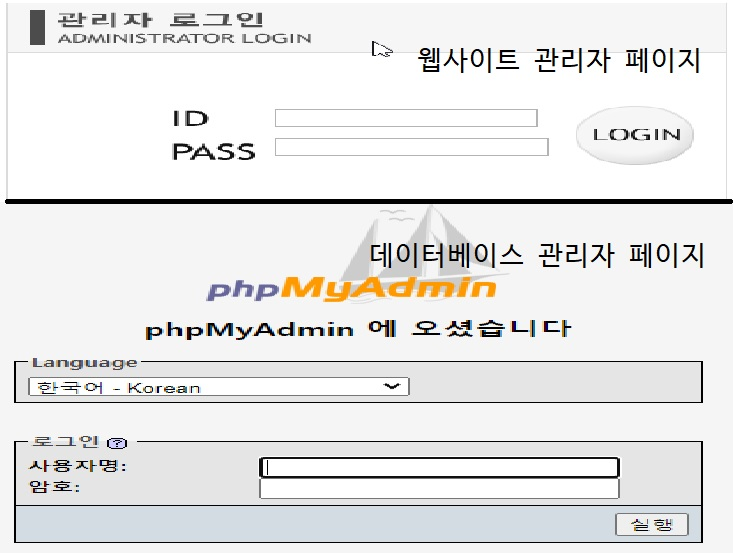 관리자 로그인
ADMINISTRATOR LOGIN
웹사이트 관리자 페이지
ID
PASS
LOGIN
데이터베이스 관리자 페이지
phpMyAdmin
phpMyAdmin 에 오셨습니다
Language
한국어 - Korean
로그인 ?
사용자명:
암호:
실행